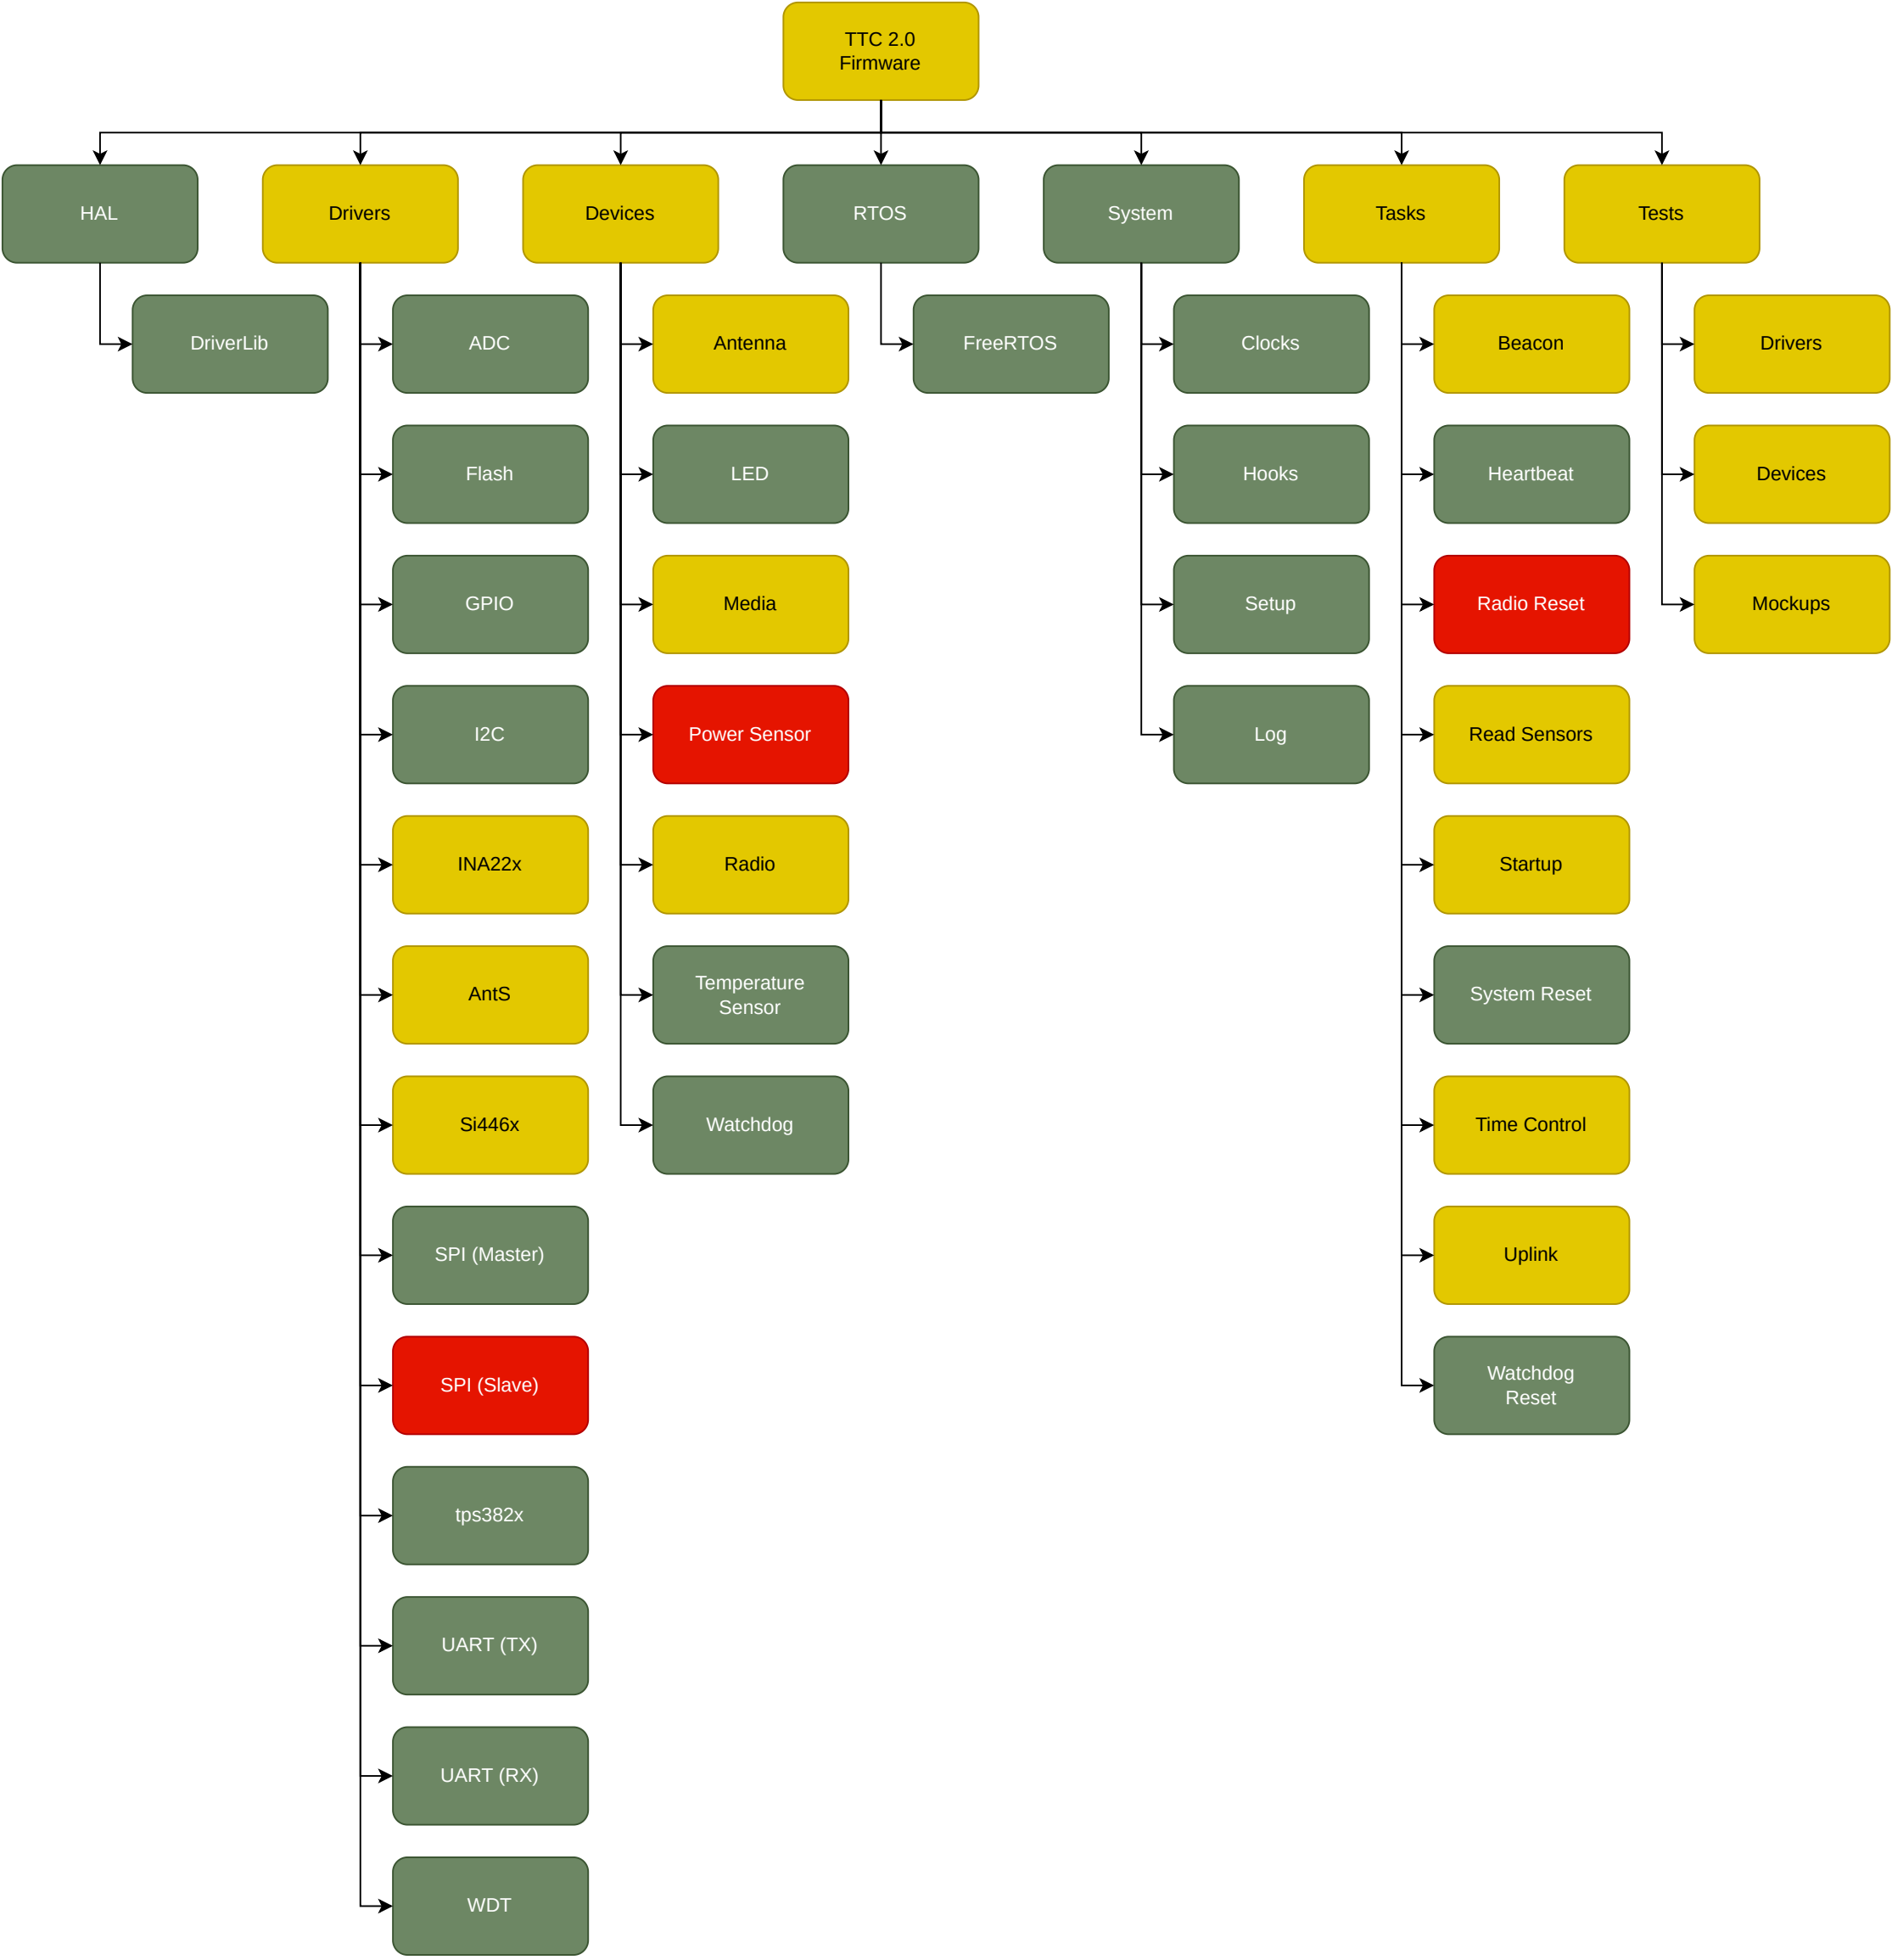 TTC 2.0
Firmware
HAL
Drivers
Devices
RTOS
System
Tasks
Tests
DriverLib
ADC
Flash
GPIO
I2C
INA22x
AntS
Si446x
SPI (Master)
SPI (Slave)
tps382x
UART (TX)
UART (RX)
WDT
Antenna
LED
Media
Power Sensor
Radio
Temperature
Sensor
Watchdog
FreeRTOS
Clocks
Hooks
Setup
Log
Beacon
Heartbeat
Radio Reset
Read Sensors
Startup
System Reset
Time Control
Uplink
Watchdog
Reset
Drivers
Devices
Mockups